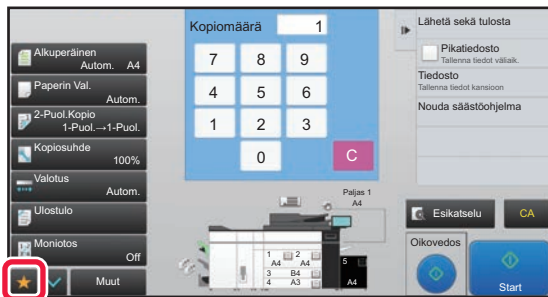 Alkuperäinen
Autom. A4
Paperin Val.
Autom.
2-Puol.Kopio
1-Puol.→1-Puol.
Kopiosuhde
100%
Valotus
Autom.
Ulostulo
Moniotos
Off
Muut
Kopiomäärä 1
7 8 9
4 5 6
1 2 3
0 C
Paljas 1
A4
1 2
A4 A4
3 B4
4 A3
5
A4
Lähetä sekä tulosta
Pikatiedosto
Tallenna tiedot väliaik.
Tiedosto
Tallenna tiedot kansioon
Nouda säästöohjelma
Esikatselu
CA
Oikovedos
Start